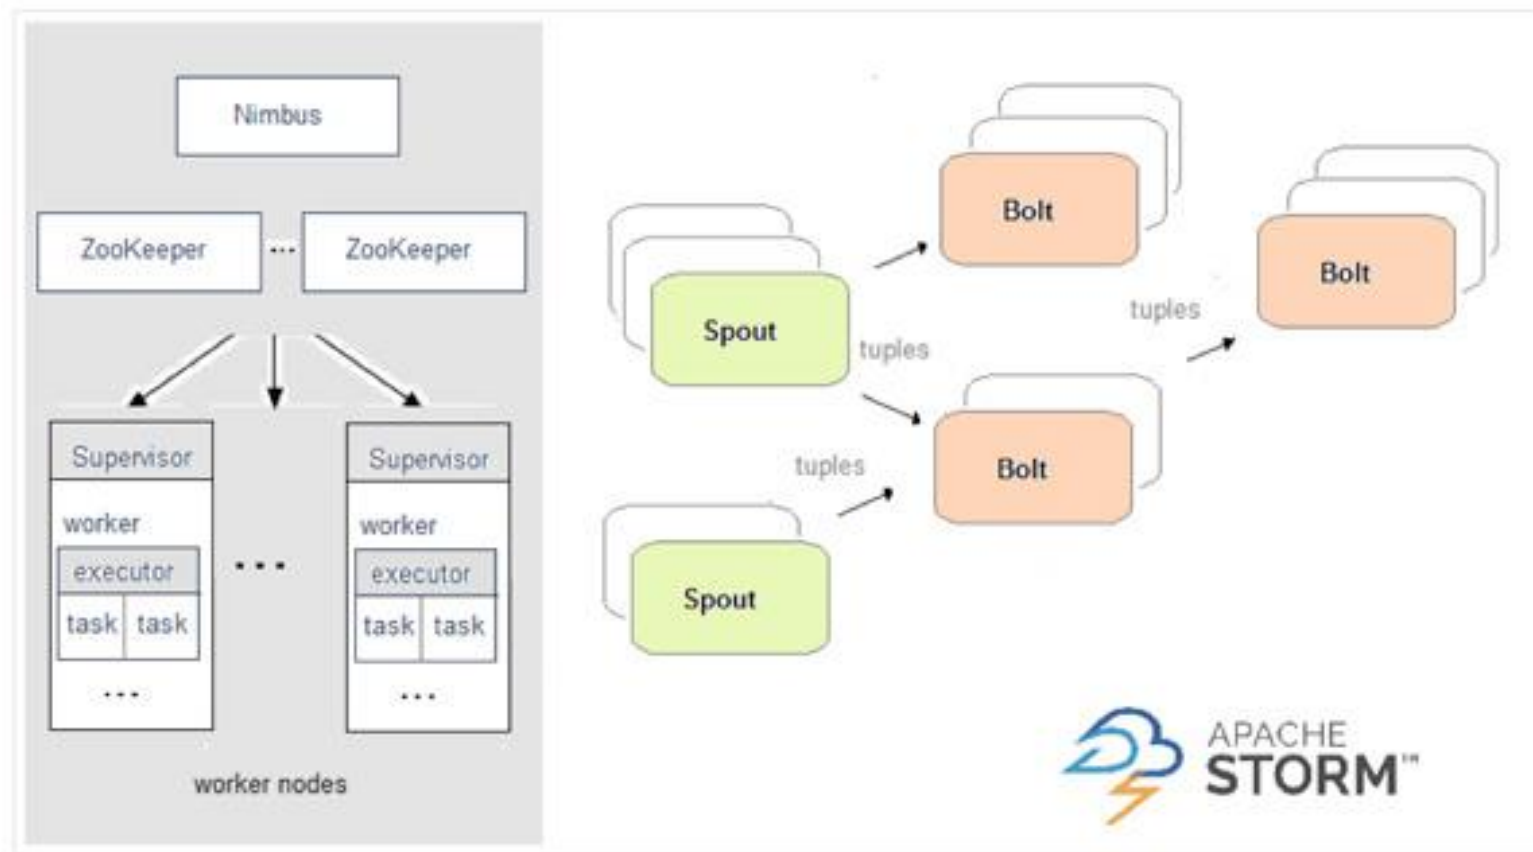 Nimbus
ZooKeeper ... ZooKeeper
Supervisor
worker
executor
task task
...
...
Supervisor
worker
executor
task task
...
worker nodes
Bolt
Bolt
Spout
tuples
tuples
Bolt
tuples
Spout
APACHE
STORM™